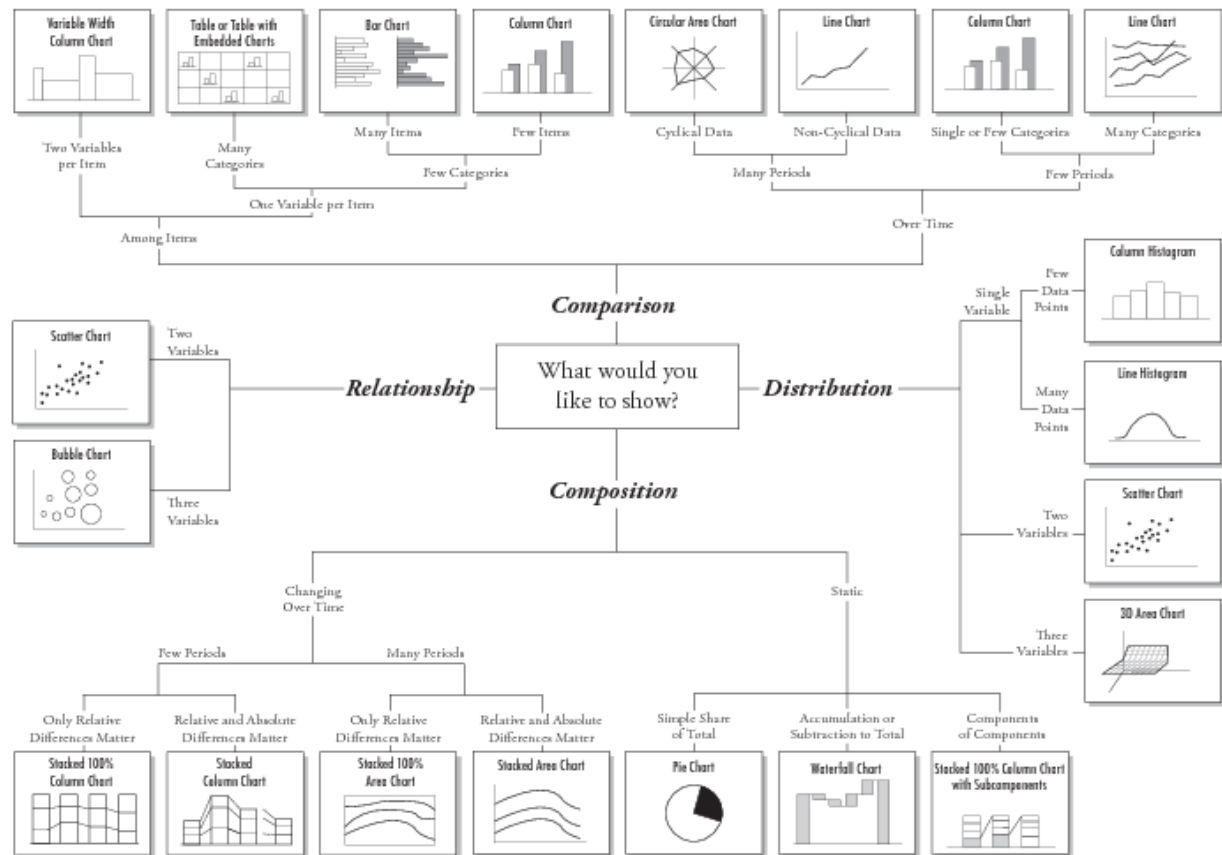 Variable Width
Column Chart
Table or Table with
Embedded Charts
Bar Chart
Column Chart
Circular Area Chart
Line Chart
Column Chart
Line Chart
Two Variables
per Item
Many
Categories
Many Items
Few Items
Cyclical Data
Non-Cyclical Data
Single or Few Categories
Many Categories
Few Categories
Many Periods
Few Periods
One Variable per Item
Among Items
Over Time
Comparison
What would you
like to show?
Relationship
Two
Variables
Scatter Chart
Three
Variables
Bubble Chart
Distribution
Single
Variable
Few
Data
Points
Column Histogram
Many
Data
Points
Line Histogram
Two
Variables
Scatter Chart
Three
Variables
3D Area Chart
Composition
Changing
Over Time
Static
Few Periods
Many Periods
Only Relative
Differences Matter
Relative and Absolute
Differences Matter
Only Relative
Differences Matter
Relative and Absolute
Differences Matter
Simple Share
of Total
Accumulation or
Subtraction to Total
Components
of Components
Stacked 100%
Column Chart
Stacked
Column Chart
Stacked 100%
Area Chart
Stacked Area Chart
Pie Chart
Waterfall Chart
Stacked 100% Column Chart
with Subcomponents